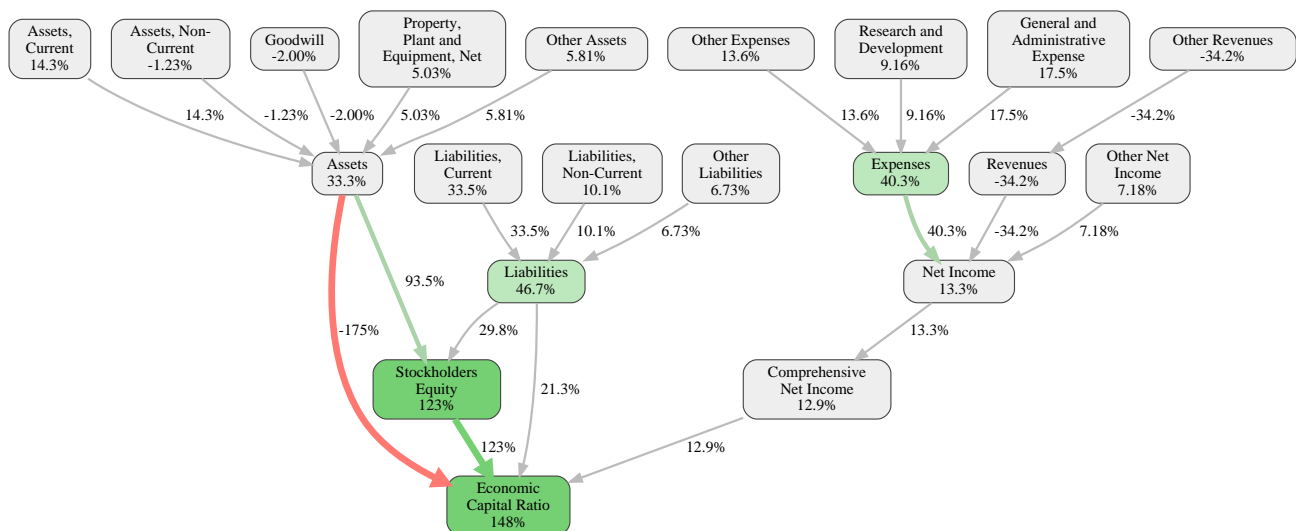 Assets,
Current
14.3%
Assets, Non-
Current
-1.23%
Goodwill
-2.00%
Property,
Plant and
Equipment, Net
5.03%
Other Assets
5.81%
Other Expenses
13.6%
Research and
Development
9.16%
General and
Administrative
Expense
17.5%
Other Revenues
-34.2%
14.3%
-1.23%
-2.00%
5.03%
5.81%
13.6%
9.16%
17.5%
-34.2%
Assets
33.3%
Liabilities,
Current
33.5%
Liabilities,
Non-Current
10.1%
Other
Liabilities
6.73%
Expenses
40.3%
Revenues
-34.2%
Other Net
Income
7.18%
33.5%
10.1%
6.73%
40.3%
-34.2%
7.18%
93.5%
Liabilities
46.7%
Net Income
13.3%
-175%
29.8%
13.3%
Stockholders
Equity
123%
21.3%
Comprehensive
Net Income
12.9%
123%
12.9%
Economic
Capital Ratio
148%